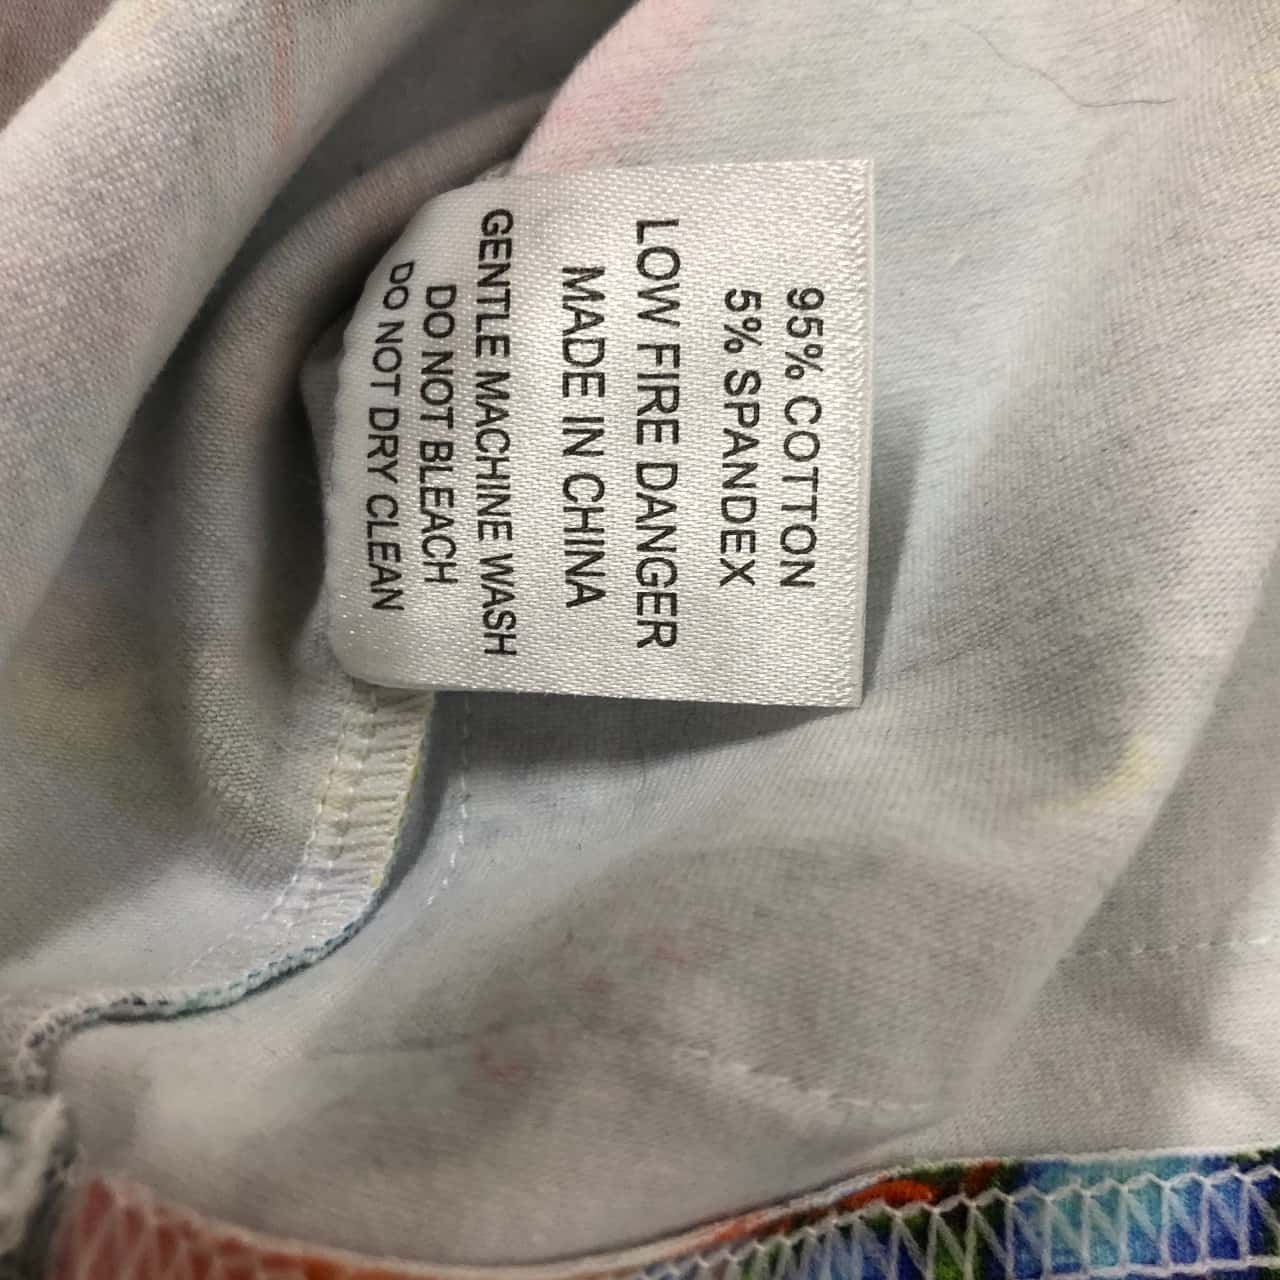 95% COTTON
5% SPANDEX
LOW FIRE DANGER
MADE IN CHINA
GENTLE MACHINE WASH
DO NOT BLEACH
DO NOT DRY CLEAN